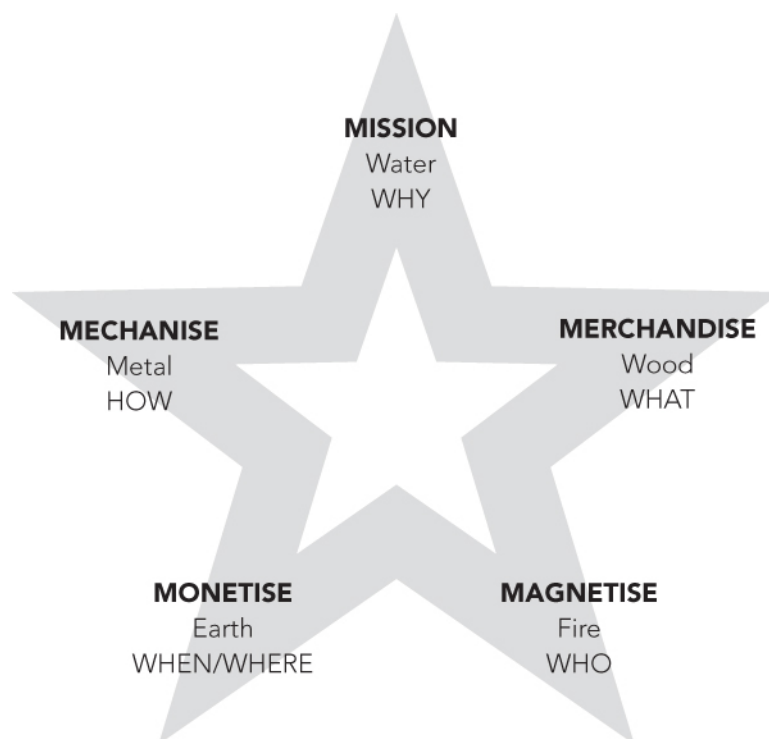 MISSION
Water
WHY
MECHANISE
Metal
HOW
MERCHANDISE
Wood
WHAT
MONETISE
Earth
WHEN/WHERE
MAGNETISE
Fire
WHO